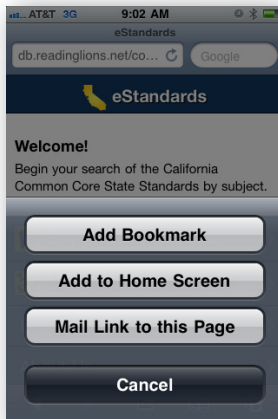 AT&T 3G 9:02 AM
eStandards
db.readinglions.net/co... Google
eStandards
Welcome!
Begin your search of the California
Common Core State Standards by subject.
Add Bookmark
Add to Home Screen
Mail Link to this Page
Cancel